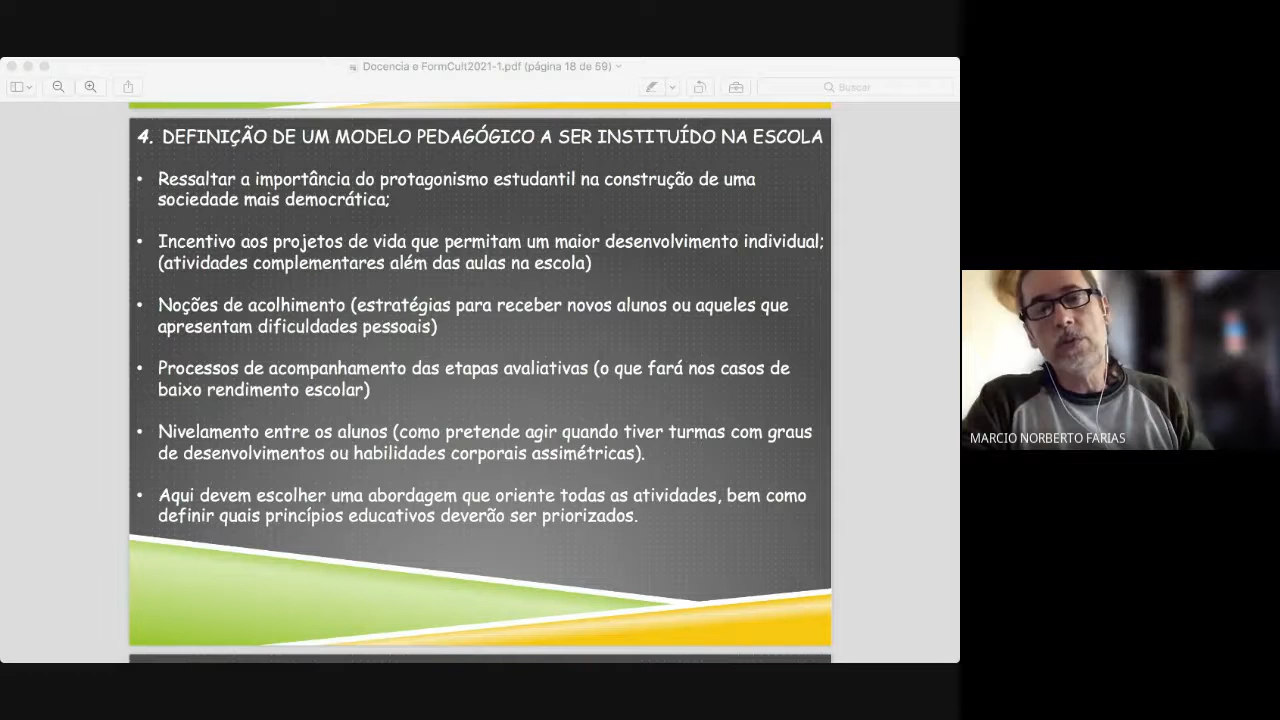 Docencia e FormCult2021-1.pdf (página 18 de 59)
Buscar
4. DEFINIÇÃO DE UM MODELO PEDAGÓGICO A SER INSTITUÍDO NA ESCOLA
• Ressaltar a importância do protagonismo estudantil na construção de uma
sociedade mais democrática;
• Incentivo aos projetos de vida que permitam um maior desenvolvimento individual;
(atividades complementares além das aulas na escola)
• Noções de acolhimento (estratégias para receber novos alunos ou aqueles que
apresentam dificuldades pessoais)
• Processos de acompanhamento das etapas avaliativas (o que fará nos casos de
baixo rendimento escolar)
• Nivelamento entre os alunos (como pretende agir quando tiver turmas com graus
de desenvolvimentos ou habilidades corporais assimétricas).
• Aqui devem escolher uma abordagem que oriente todas as atividades, bem como
definir quais princípios educativos deverão ser priorizados.
MARCIO NORBERTO FARIAS